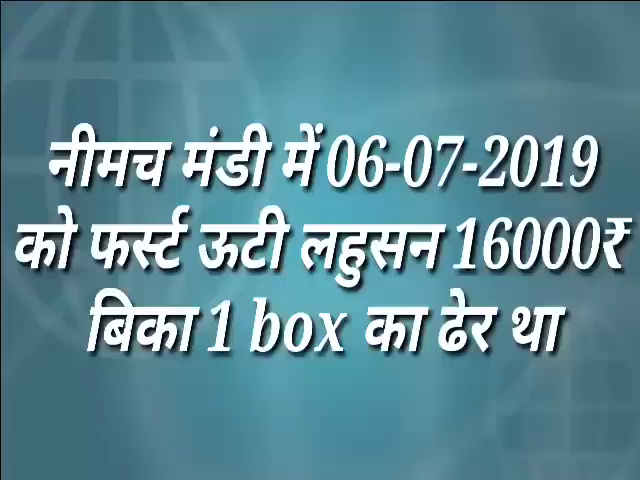 नीमच मंडी में 06-07-2019
को फर्स्ट ऊटी लहुसन 16000₹
बिका 1 box का ढेर था